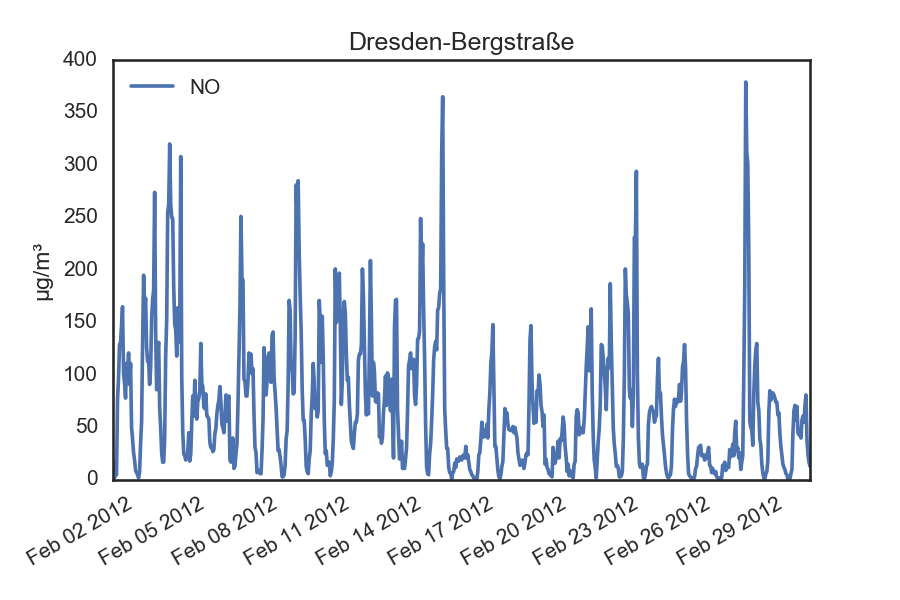 Dresden-Bergstraße
NO
µg/m³
400
350
300
250
200
150
100
50
0
Feb 02 2012
Feb 05 2012
Feb 08 2012
Feb 11 2012
Feb 14 2012
Feb 17 2012
Feb 20 2012
Feb 23 2012
Feb 26 2012
Feb 29 2012